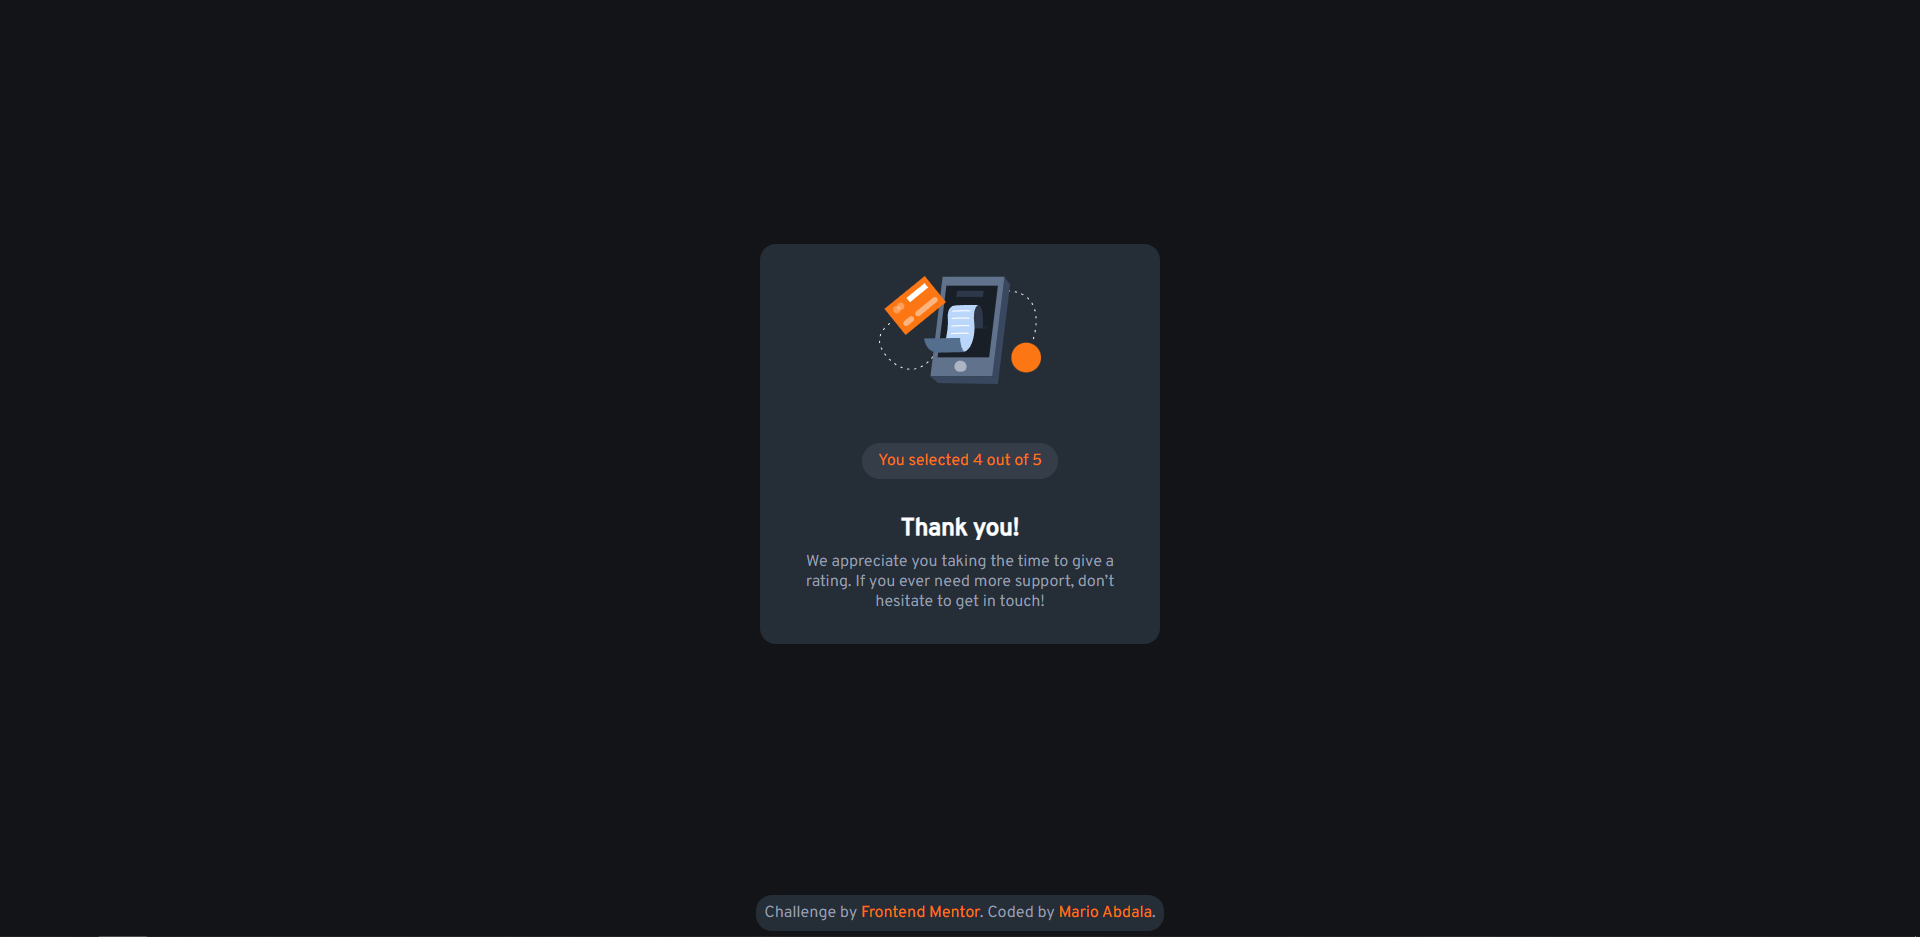 You selected 4 out of 5
Thank you!
We appreciate you taking the time to give a
rating. If you ever need more support, don’t
hesitate to get in touch!
Challenge by Frontend Mentor. Coded by Mario Abdala.